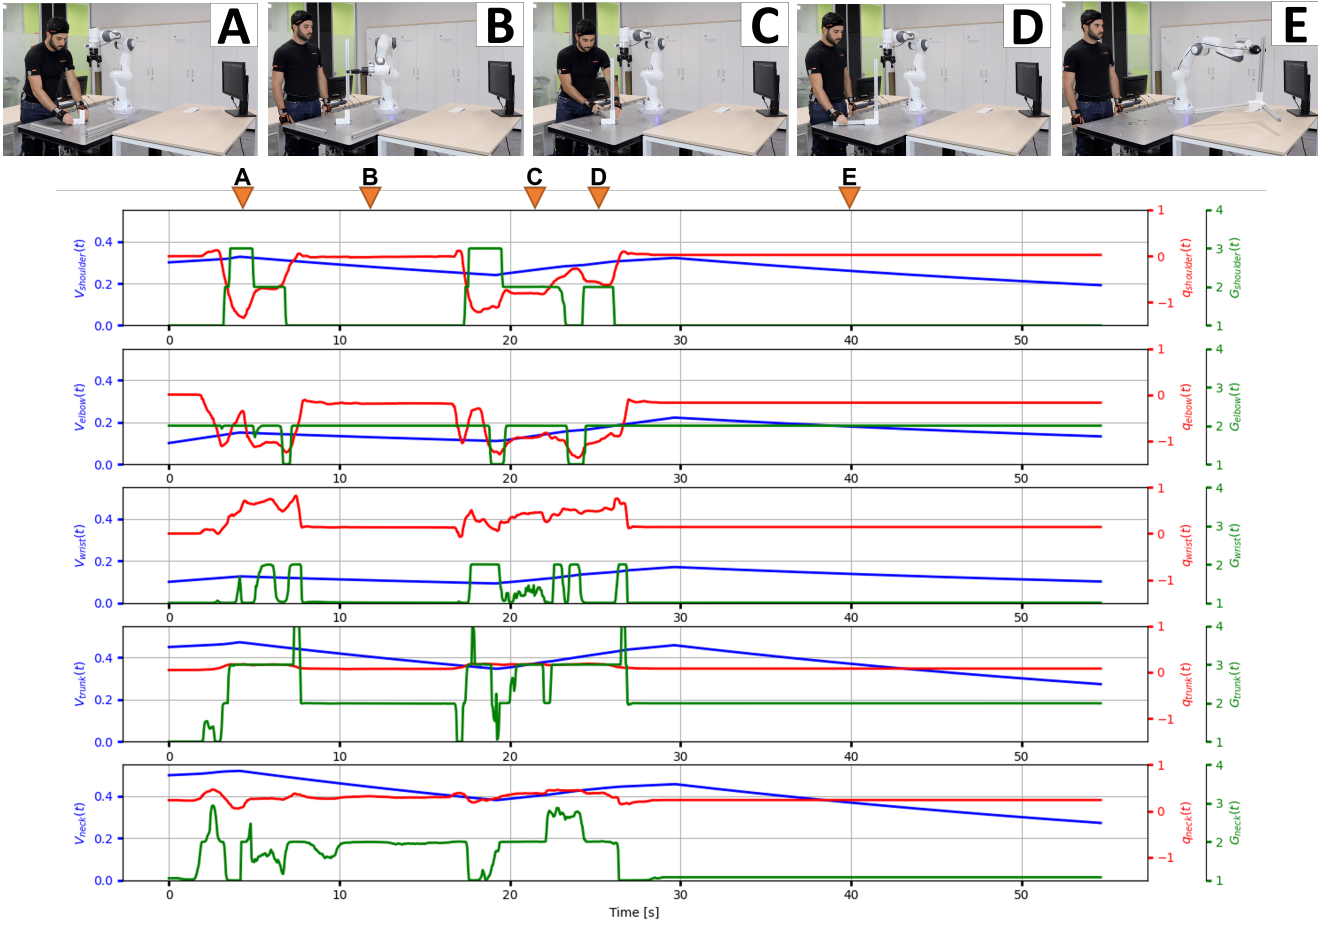 A B C D E
A B C D E
0.4 0.2 0.0 V_shoulder(t) 1 0 −1 q_shoulder(t) 4 3 2 1 G_shoulder(t)
0 10 20 30 40 50
0.4 0.2 0.0 V_elbow(t) 1 0 −1 q_elbow(t) 4 3 2 1 G_elbow(t)
0 10 20 30 40 50
0.4 0.2 0.0 V_wrist(t) 1 0 −1 q_wrist(t) 4 3 2 1 G_wrist(t)
0 10 20 30 40 50
0.4 0.2 0.0 V_trunk(t) 1 0 −1 q_trunk(t) 4 3 2 1 G_trunk(t)
0 10 20 30 40 50
0.4 0.2 0.0 V_neck(t) 1 0 −1 q_neck(t) 4 3 2 1 G_neck(t)
0 10 20 30 40 50
Time [s]